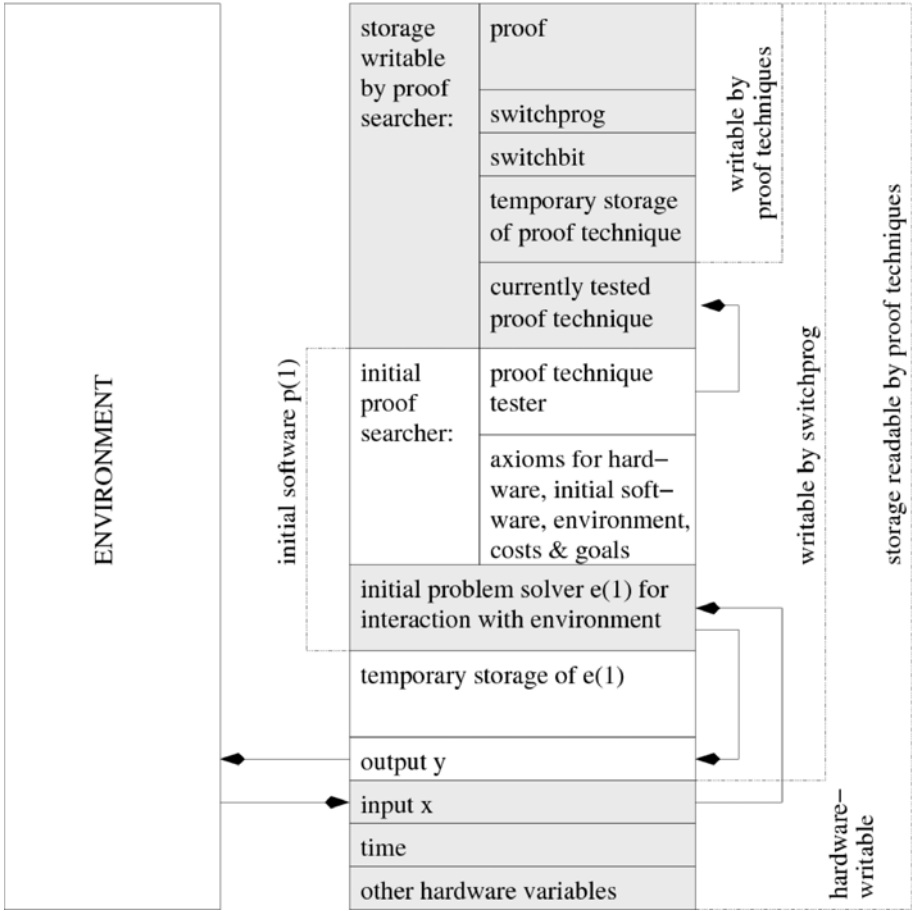 ENVIRONMENT
initial software p(1)
storage
writable
by proof
searcher:
proof
switchprog
switchbit
temporary storage
of proof technique
currently tested
proof technique
initial
proof
searcher:
proof technique
tester
axioms for hard–
ware, initial soft–
ware, environment,
costs & goals
initial problem solver e(1) for
interaction with environment
temporary storage of e(1)
output y
input x
time
other hardware variables
writable by
proof techniques
writable by switchprog
hardware–
writable
storage readable by proof techniques